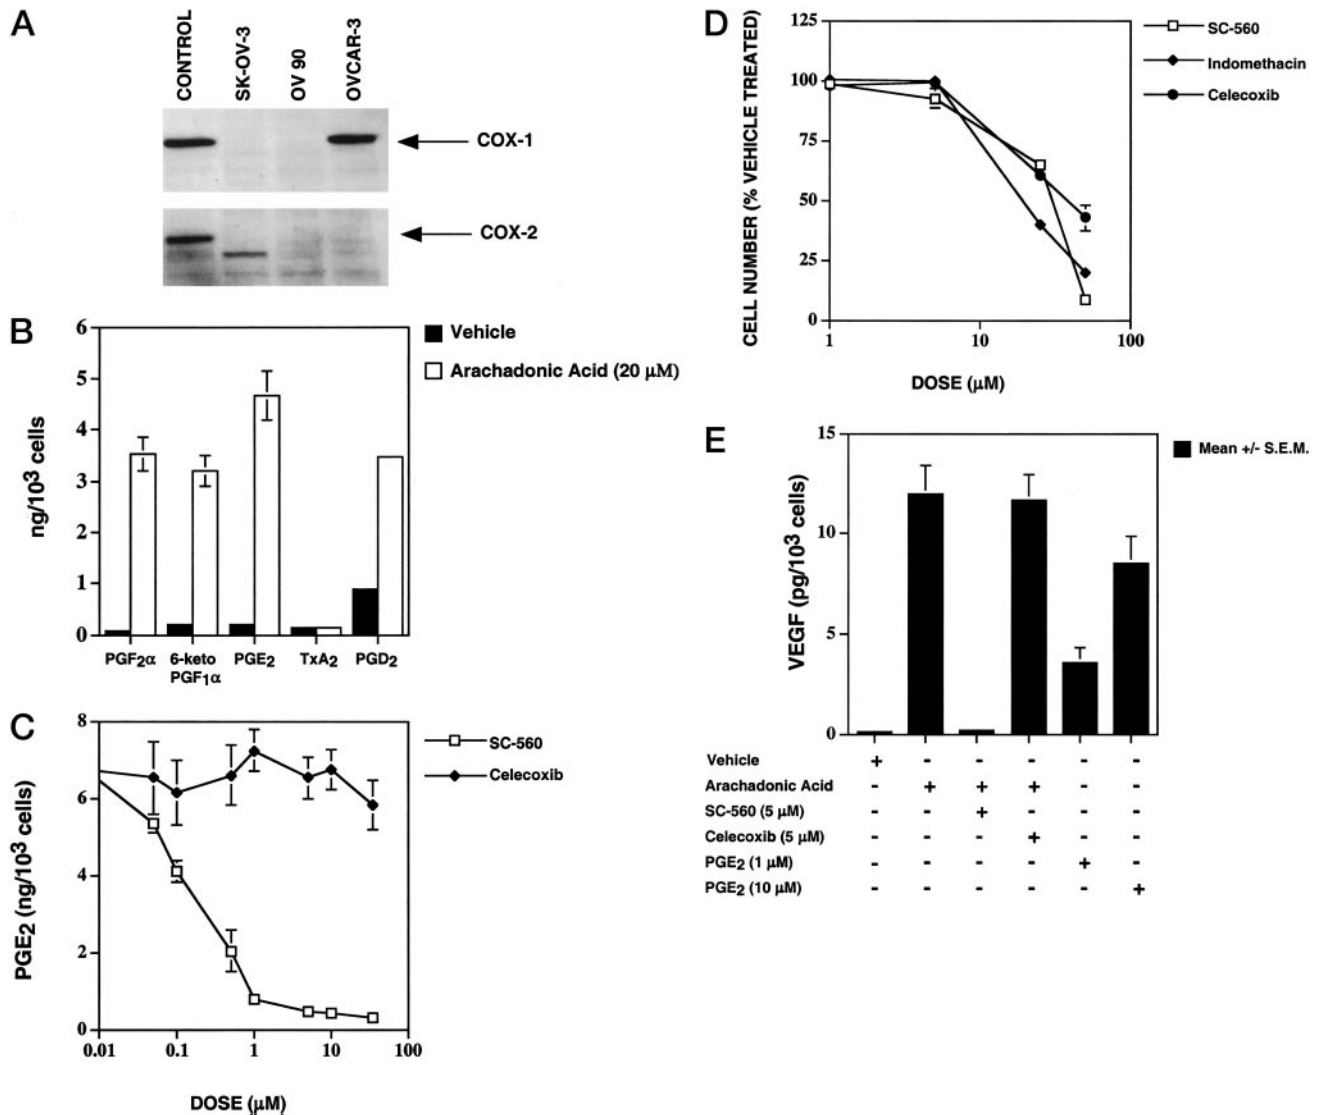 A
CONTROL
SK-OV-3
OV 90
OVCAR-3
COX-1
COX-2
B
6
5
4
3
2
1
0
ng/10³ cells
PGF₂α
6-keto
PGF₁α
PGE₂
TxA₂
PGD₂
Vehicle
Arachadonic Acid (20 µM)
C
8
6
4
2
0
PGE₂ (ng/10³ cells)
0.01 0.1 1 10 100
DOSE (µM)
SC-560
Celecoxib
D
125
100
75
50
25
0
CELL NUMBER (% VEHICLE TREATED)
1 10 100
DOSE (µM)
SC-560
Indomethacin
Celecoxib
E
15
10
5
0
VEGF (pg/10³ cells)
Mean +/- S.E.M.
Vehicle + - - - - -
Arachadonic Acid - + + + - -
SC-560 (5 µM) - - + - - -
Celecoxib (5 µM) - - - + - -
PGE₂ (1 µM) - - - - + -
PGE₂ (10 µM) - - - - - +